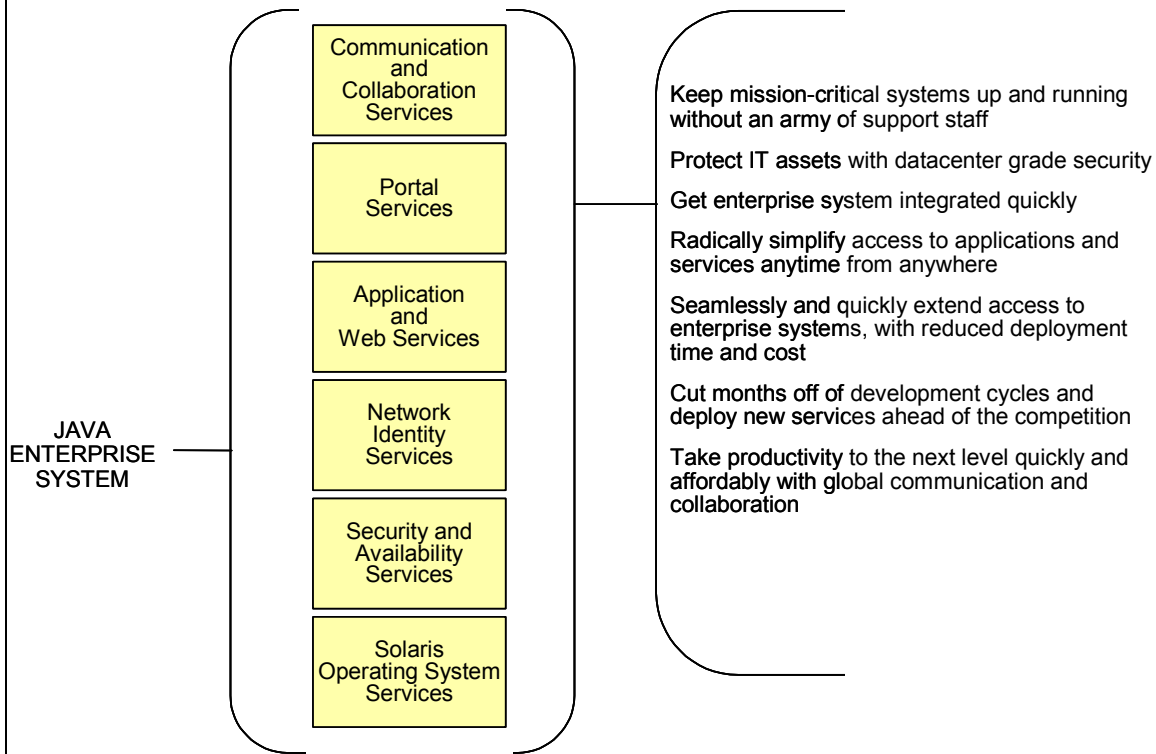 JAVA
ENTERPRISE
SYSTEM
Communication
and
Collaboration
Services
Portal
Services
Application
and
Web Services
Network
Identity
Services
Security and
Availability
Services
Solaris
Operating System
Services
Keep mission-critical systems up and running
without an army of support staff
Protect IT assets with datacenter grade security
Get enterprise system integrated quickly
Radically simplify access to applications and
services anytime from anywhere
Seamlessly and quickly extend access to
enterprise systems, with reduced deployment
time and cost
Cut months off of development cycles and
deploy new services ahead of the competition
Take productivity to the next level quickly and
affordably with global communication and
collaboration